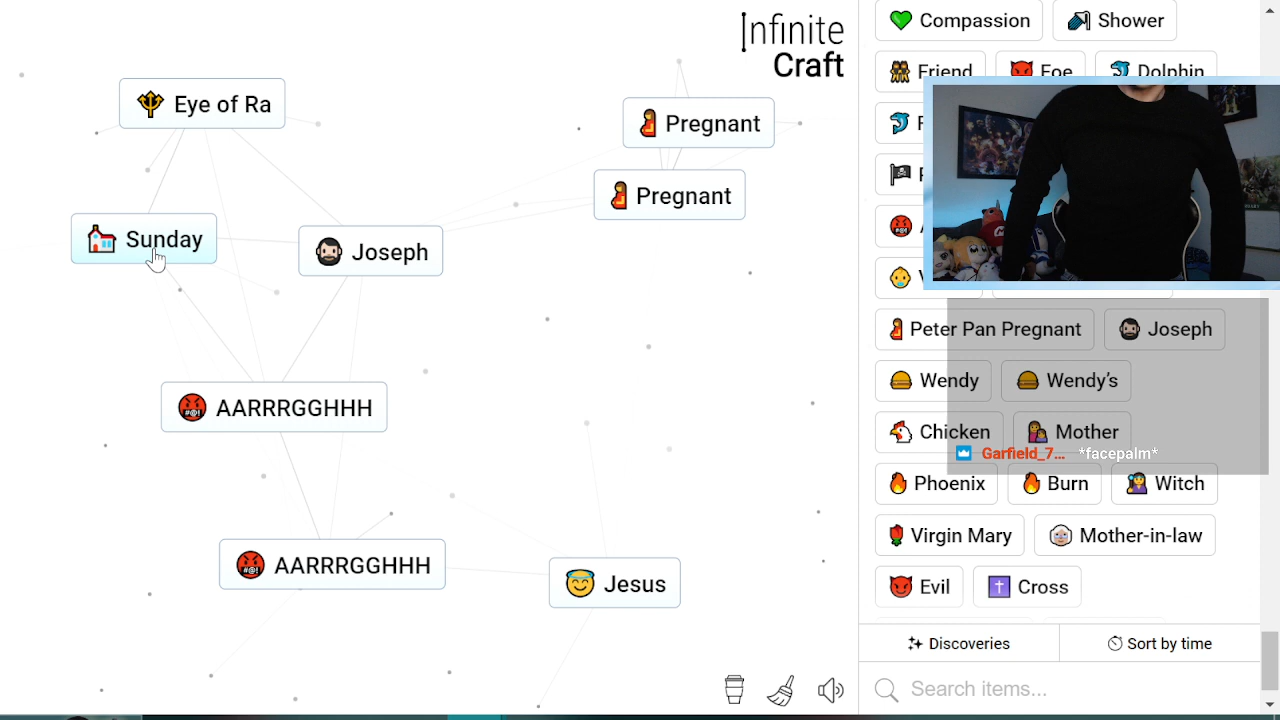 Infinite
Craft
Eye of Ra
Pregnant
Pregnant
Sunday
Joseph
AARRRGGHHH
AARRRGGHHH
Jesus
Compassion
Shower
Friend
Foe
Dolphin
Peter Pan Pregnant
Joseph
Wendy
Wendy's
Chicken
Mother
Garfield_7... *facepalm*
Phoenix
Burn
Witch
Virgin Mary
Mother-in-law
Evil
Cross
Discoveries
Sort by time
Search items...